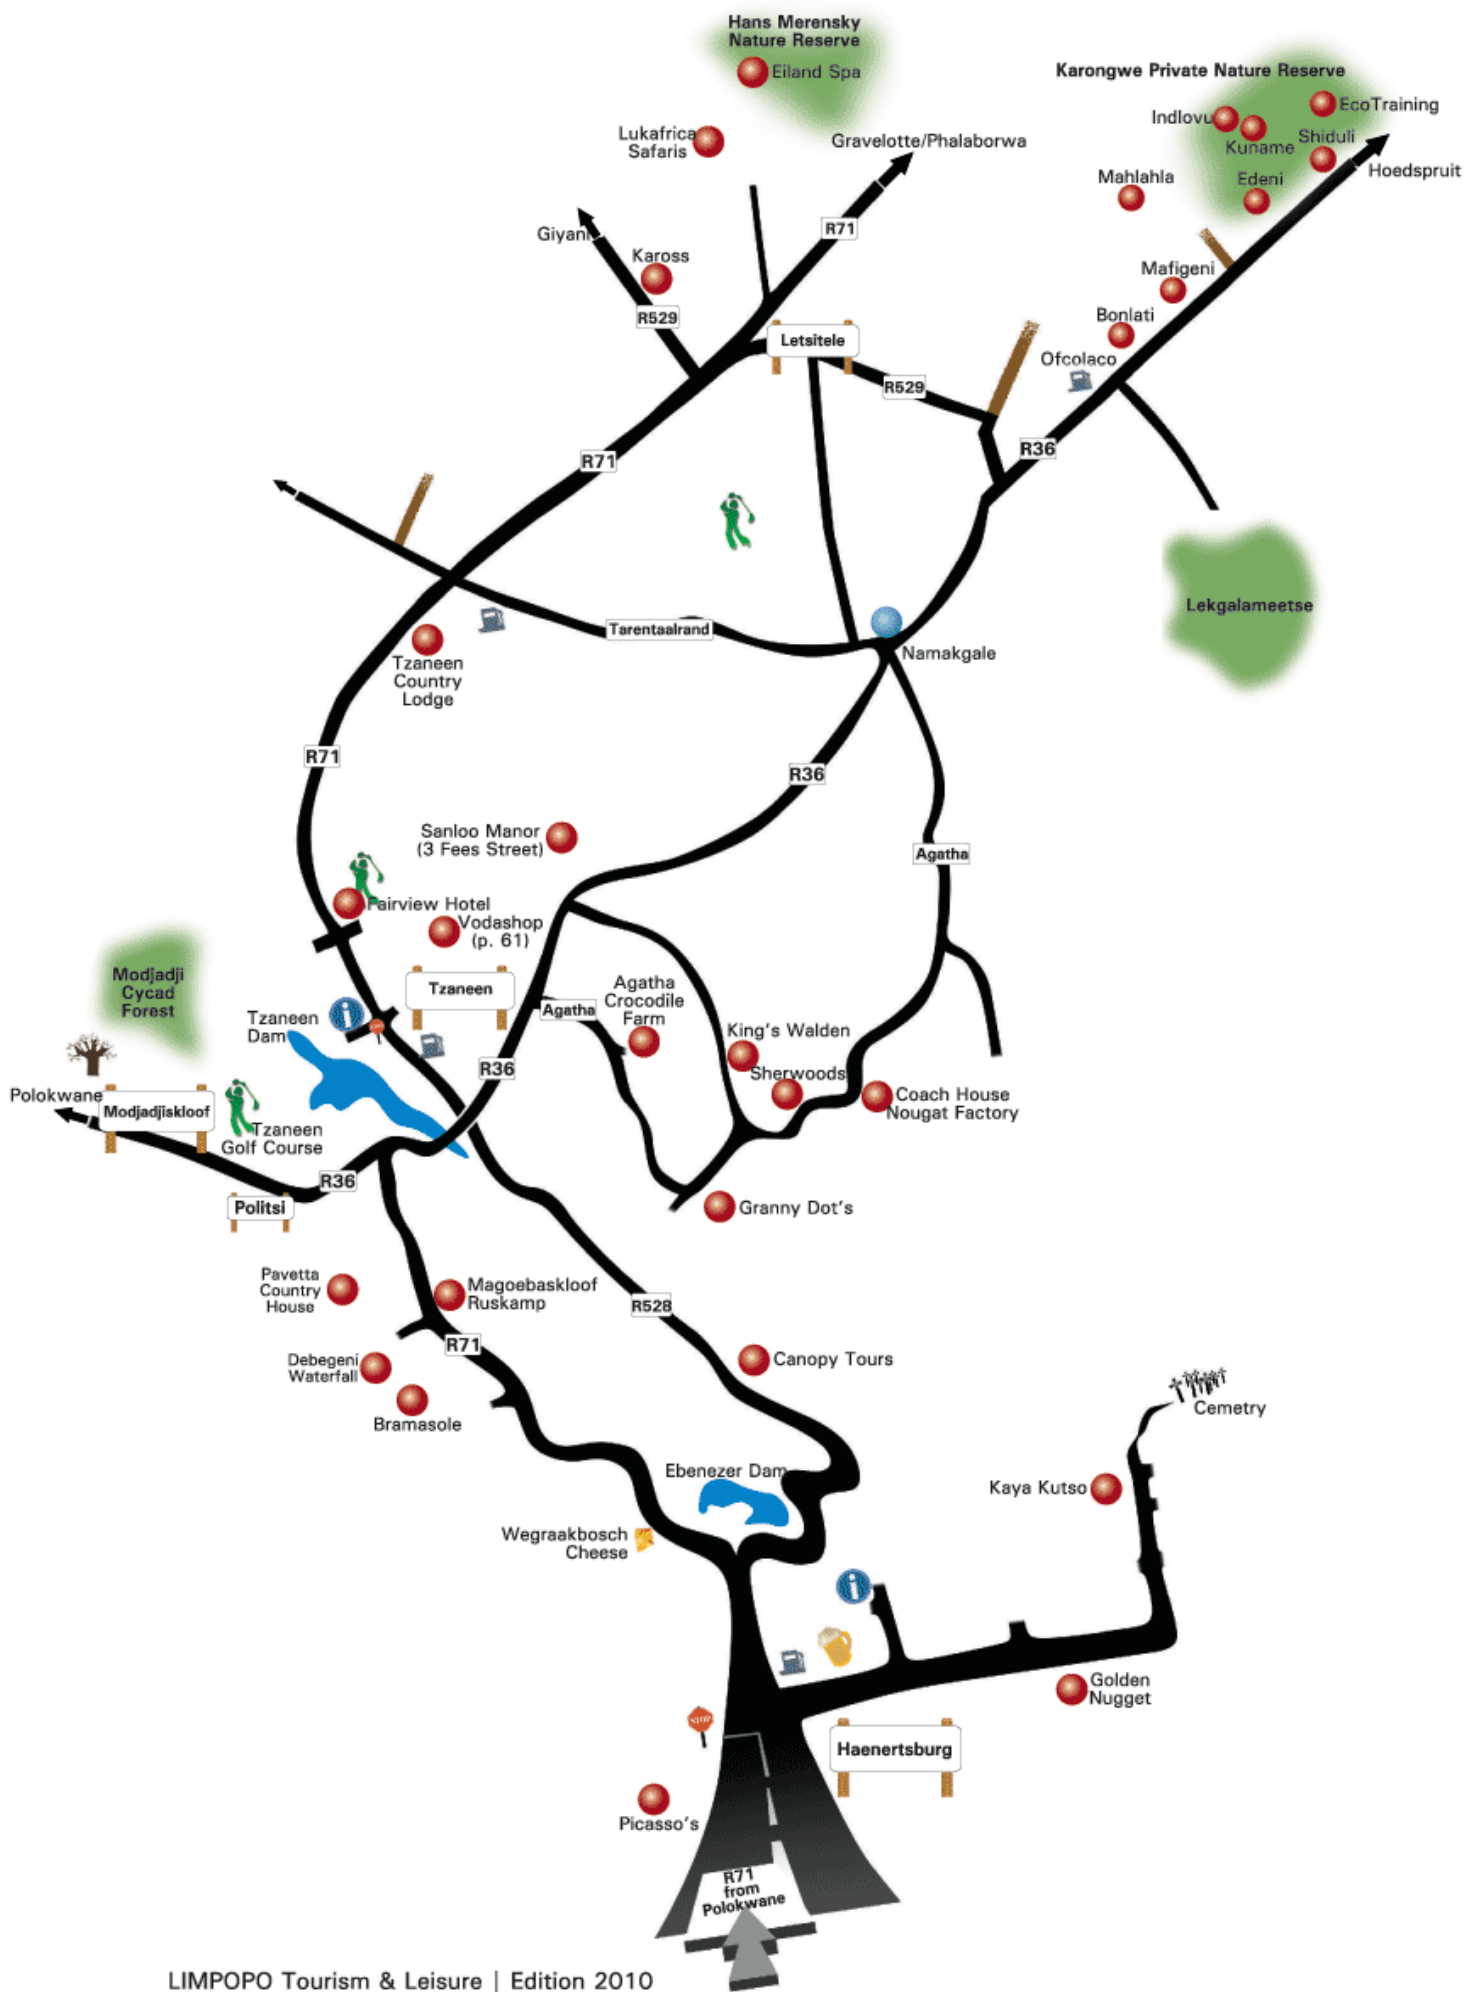 Hans Merensky
Nature Reserve
Eiland Spa
Karongwe Private Nature Reserve
EcoTraining
Indlovu
Kuname
Shiduli
Lukafrica
Safaris
Gravelotte/Phalaborwa
Hoedspruit
Mahlahla
Edeni
Giyani
R71
Kaross
Mafigeni
R529
Bonlati
Letsitele
Ofcolaco
R529
R36
R71
Lekgalameetse
Tarentaalrand
Namakgale
Tzaneen
Country
Lodge
R71
R36
Sanloo Manor
(3 Fees Street)
Agatha
Fairview Hotel
Vodashop
(p. 61)
Modjadji
Cycad
Forest
Tzaneen
Agatha
Crocodile
Farm
Agatha
Tzaneen
Dam
King's Walden
R36
Sherwoods
Polokwane
Modjadjiskloof
Coach House
Nougat Factory
Tzaneen
Golf Course
R36
Politsi
Granny Dot's
Pavetta
Country
House
Magoebaskloof
Ruskamp
R528
R71
Debegeni
Waterfall
Canopy Tours
Bramasole
Cemetry
Ebenezer Dam
Kaya Kutso
Wegraakbosch
Cheese
Golden
Nugget
STOP
Haenertsburg
Picasso's
R71
from
Polokwane
LIMPOPO Tourism & Leisure | Edition 2010